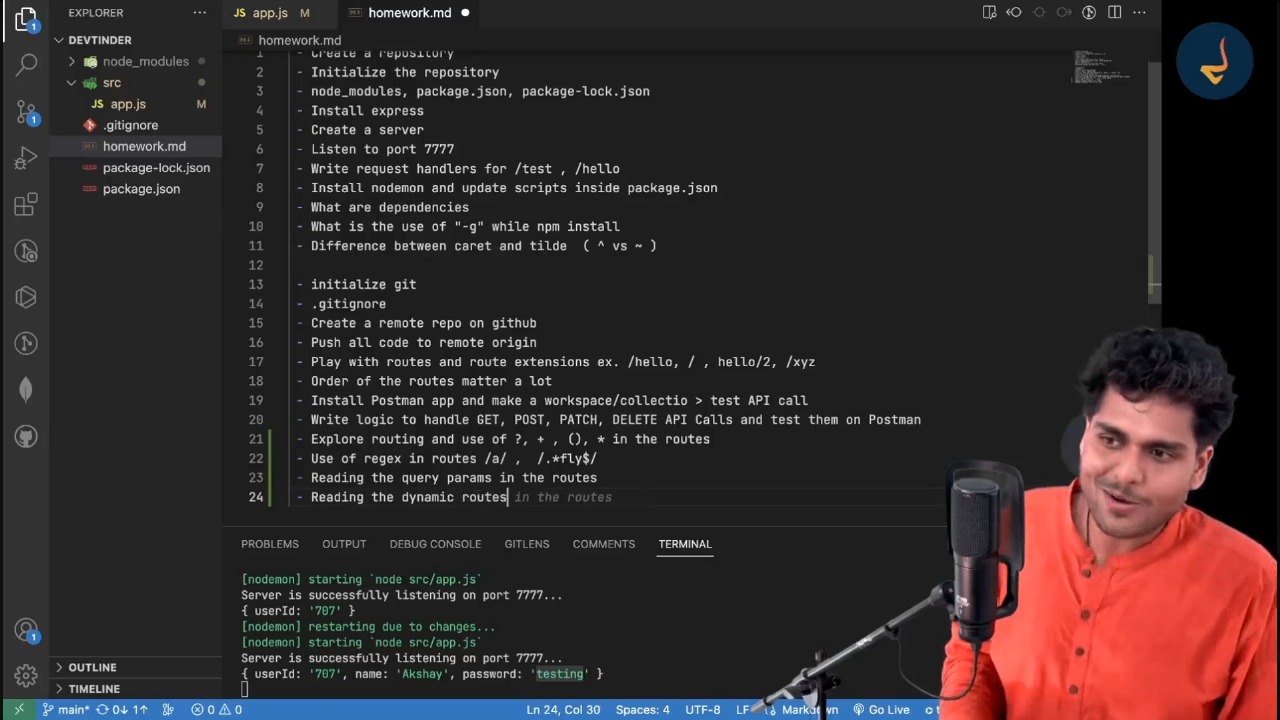 EXPLORER
···
JS app.js M
homework.md
DEVTINDER
node_modules
src
JS app.js M
.gitignore
homework.md
package-lock.json
package.json
homework.md
1 - Create a repository
2 - Initialize the repository
3 - node_modules, package.json, package-lock.json
4 - Install express
5 - Create a server
6 - Listen to port 7777
7 - Write request handlers for /test , /hello
8 - Install nodemon and update scripts inside package.json
9 - What are dependencies
10 - What is the use of "-g" while npm install
11 - Difference between caret and tilde ( ^ vs ~ )
12
13 - initialize git
14 - .gitignore
15 - Create a remote repo on github
16 - Push all code to remote origin
17 - Play with routes and route extensions ex. /hello, / , hello/2, /xyz
18 - Order of the routes matter a lot
19 - Install Postman app and make a workspace/collectio > test API call
20 - Write logic to handle GET, POST, PATCH, DELETE API Calls and test them on Postman
21 - Explore routing and use of ?, + , (), * in the routes
22 - Use of regex in routes /a/ , /.*fly$/
23 - Reading the query params in the routes
24 - Reading the dynamic routes in the routes
PROBLEMS OUTPUT DEBUG CONSOLE GITLENS COMMENTS TERMINAL
[nodemon] starting `node src/app.js`
Server is successfully listening on port 7777...
{ userId: '707' }
[nodemon] restarting due to changes...
[nodemon] starting `node src/app.js`
Server is successfully listening on port 7777...
{ userId: '707', name: 'Akshay', password: 'testing' }
OUTLINE
TIMELINE
1
1
1
main* 0↓ 1↑ 0 0 Ln 24, Col 30 Spaces: 4 UTF-8 LF Markdown Go Live